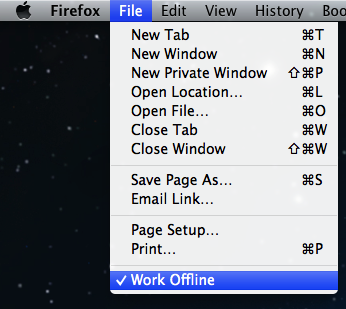 Firefox File Edit View History Boo
New Tab ⌘T
New Window ⌘N
New Private Window ⇧⌘P
Open Location... ⌘L
Open File... ⌘O
Close Tab ⌘W
Close Window ⇧⌘W
Save Page As... ⌘S
Email Link...
Page Setup...
Print... ⌘P
✓ Work Offline